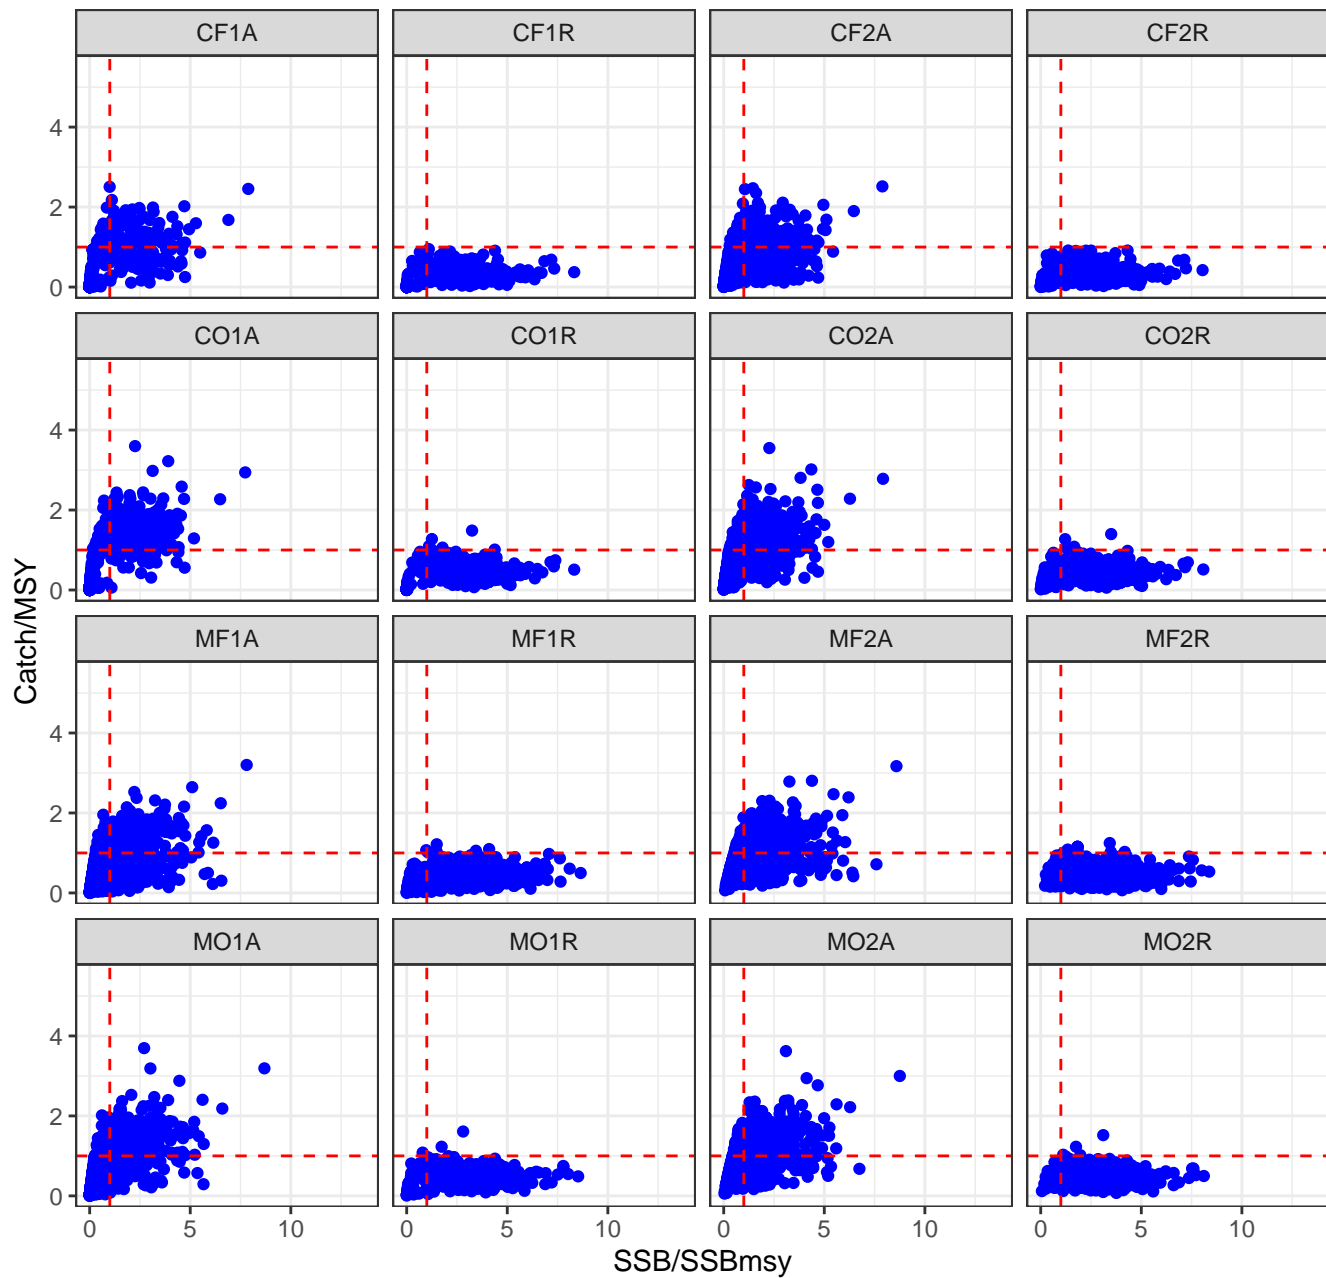 CF1A CF1R CF2A CF2R
4
2
0
CO1A CO1R CO2A CO2R
4
2
0
MF1A MF1R MF2A MF2R
4
2
0
MO1A MO1R MO2A MO2R
4
2
0
0 5 10 0 5 10 0 5 10 0 5 10
SSB/SSBmsy
Catch/MSY